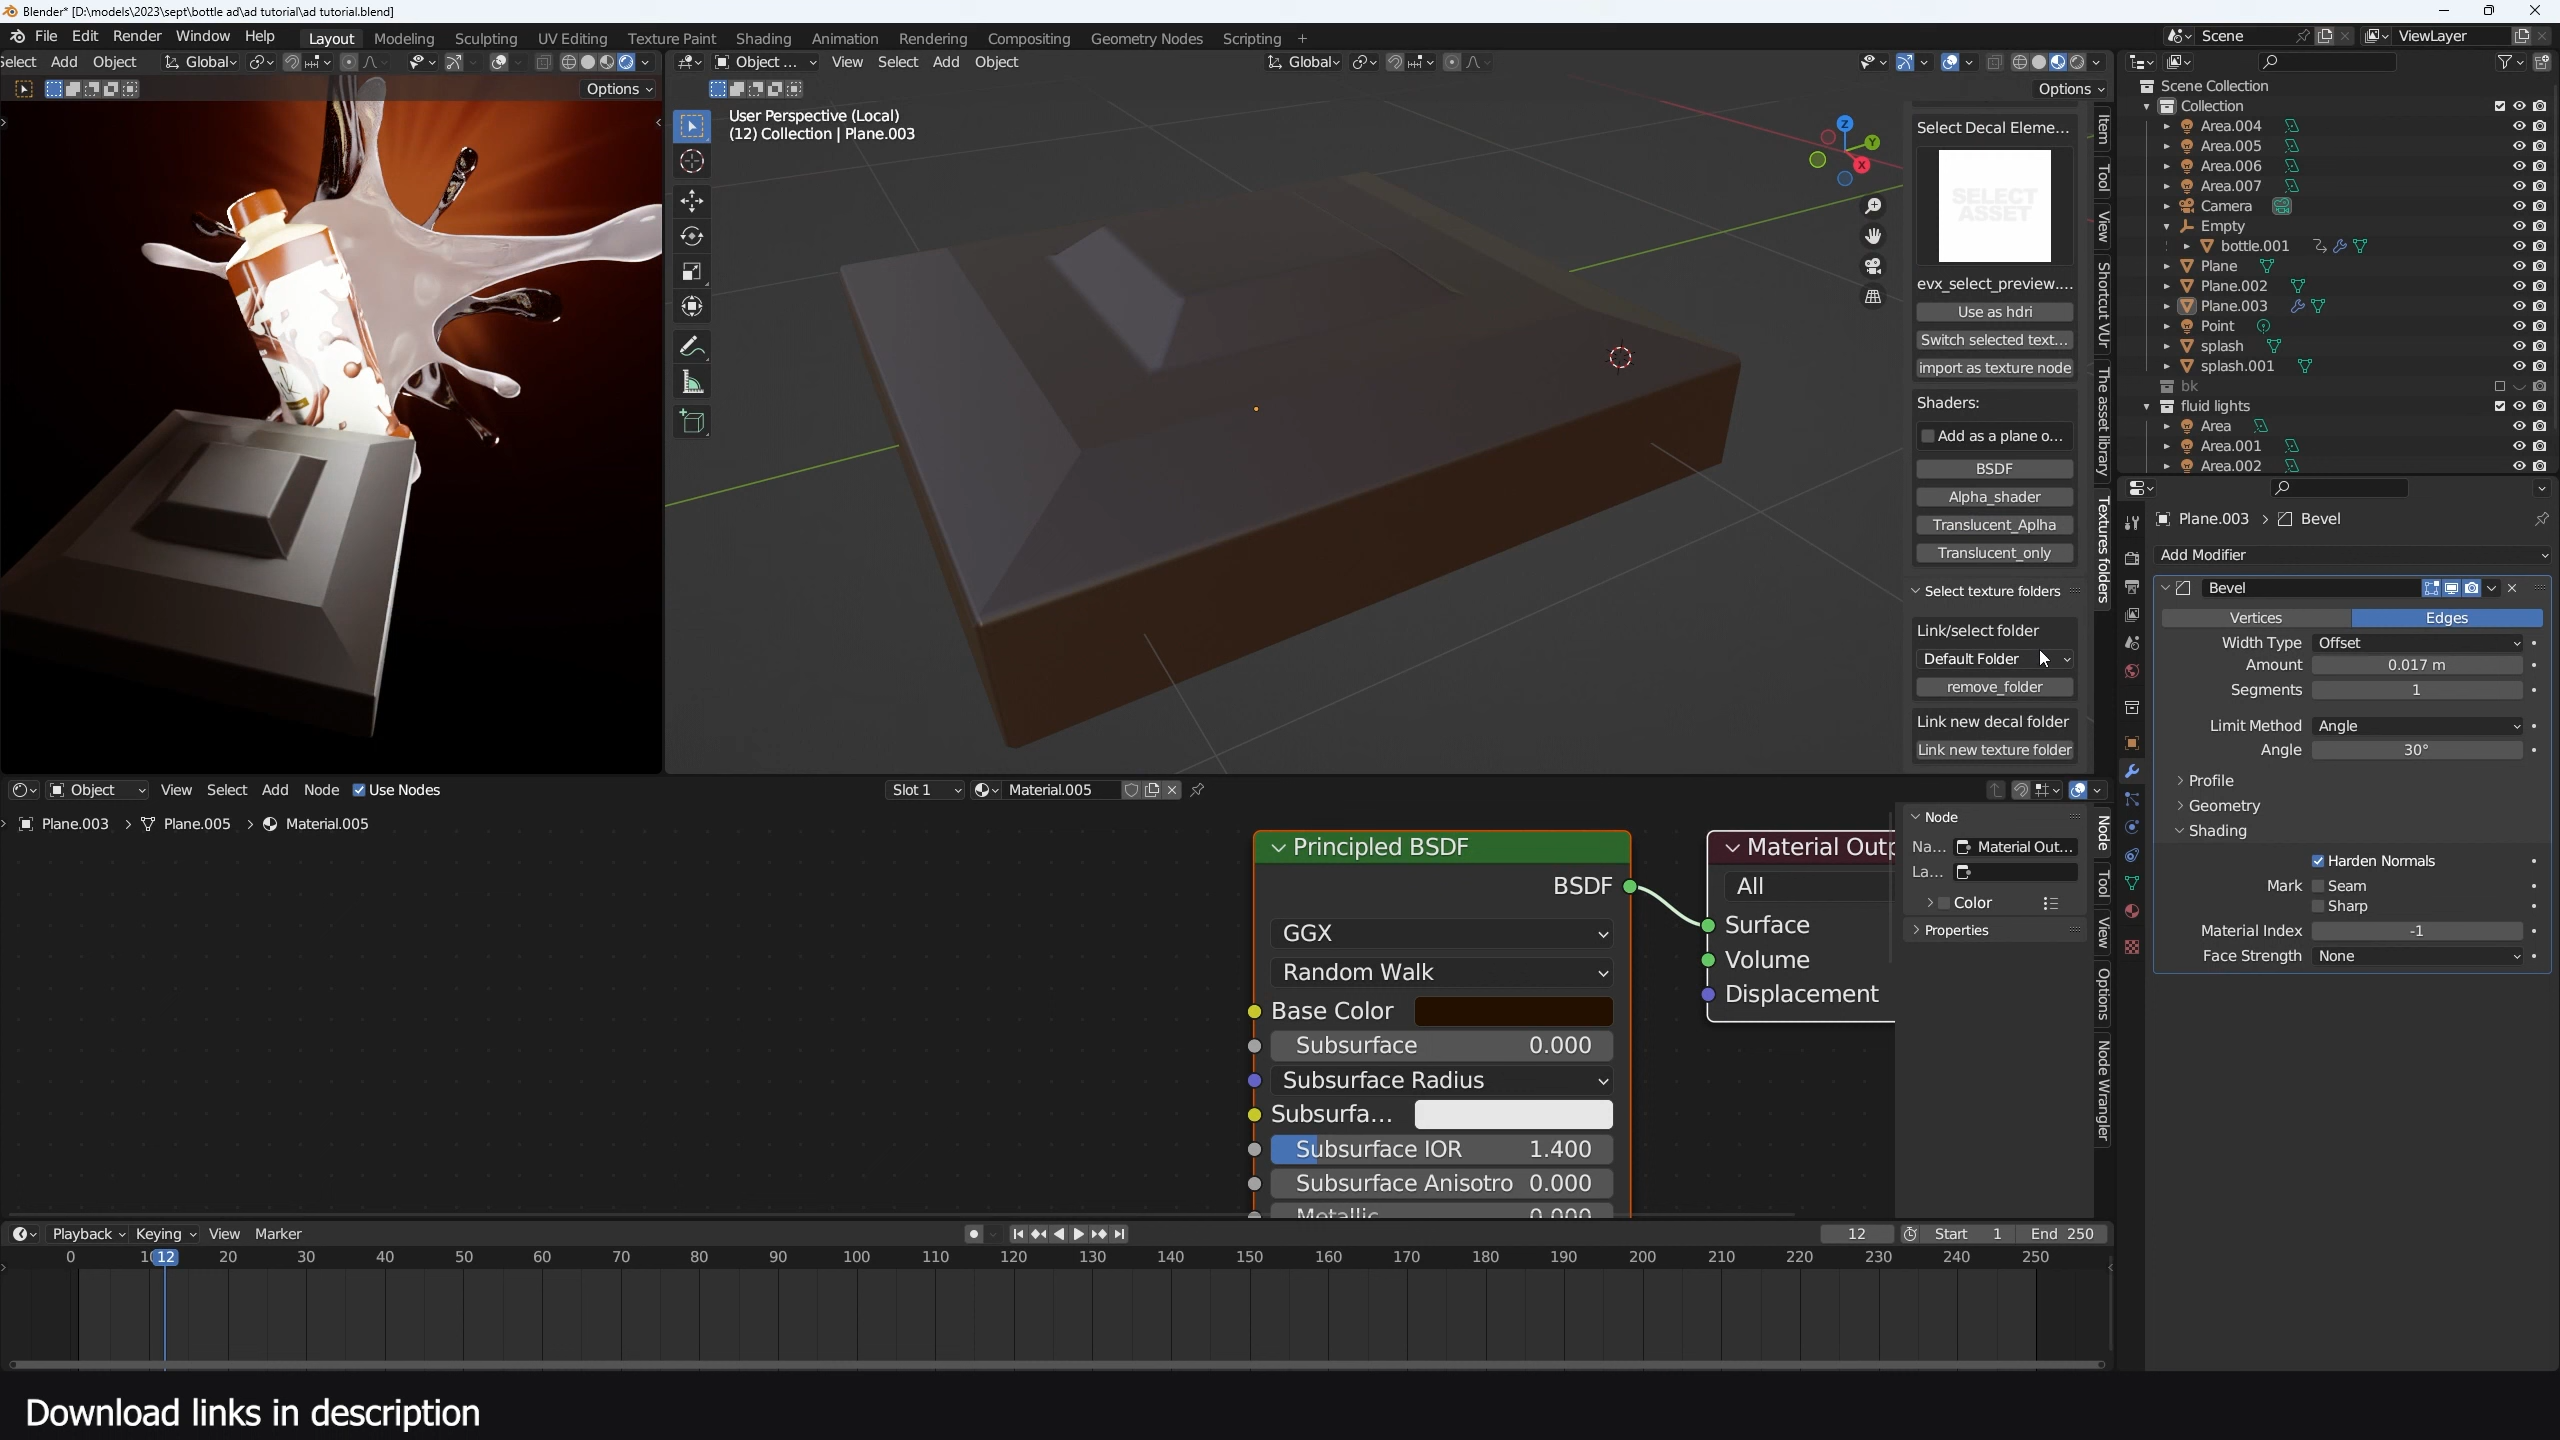 Blender* [D:\models\2023\sept\bottle ad\ad tutorial\ad tutorial.blend]
File Edit Render Window Help Layout Modeling Sculpting UV Editing Texture Paint Shading Animation Rendering Compositing Geometry Nodes Scripting + Scene ViewLayer
Select Add Object Global
Options
Object ... View Select Add Object Global
Options
User Perspective (Local)
(12) Collection | Plane.003
Z
Y
X
Select Decal Eleme...
SELECT
ASSET
evx_select_preview....
Use as hdri
Switch selected text...
import as texture node
Shaders:
Add as a plane o...
BSDF
Alpha_shader
Translucent_Aplha
Translucent_only
Select texture folders
Link/select folder
Default Folder
remove_folder
Link new decal folder
Link new texture folder
Item
Tool
View
Shortcut VUr
The asset library
Textures folders
Scene Collection
Collection
Area.004
Area.005
Area.006
Area.007
Camera
Empty
bottle.001
Plane
Plane.002
Plane.003
Point
splash
splash.001
bk
fluid lights
Area
Area.001
Area.002
Plane.003 > Bevel
Add Modifier
Bevel
Vertices Edges
Width Type Offset
Amount 0.017 m
Segments 1
Limit Method Angle
Angle 30°
Profile
Geometry
Shading
Harden Normals
Mark Seam
Sharp
Material Index -1
Face Strength None
Object View Select Add Node Use Nodes Slot 1 Material.005
Plane.003 > Plane.005 > Material.005
Principled BSDF
BSDF
GGX
Random Walk
Base Color
Subsurface 0.000
Subsurface Radius
Subsurfa...
Subsurface IOR 1.400
Subsurface Anisotro 0.000
Metallic 0.000
Material Outp
All
Surface
Volume
Displacement
Node
Na... Material Out...
La...
Color
Properties
Node
Tool
View
Options
Node Wrangler
Playback Keying View Marker 12 Start 1 End 250
0 10 12 20 30 40 50 60 70 80 90 100 110 120 130 140 150 160 170 180 190 200 210 220 230 240 250
Download links in description